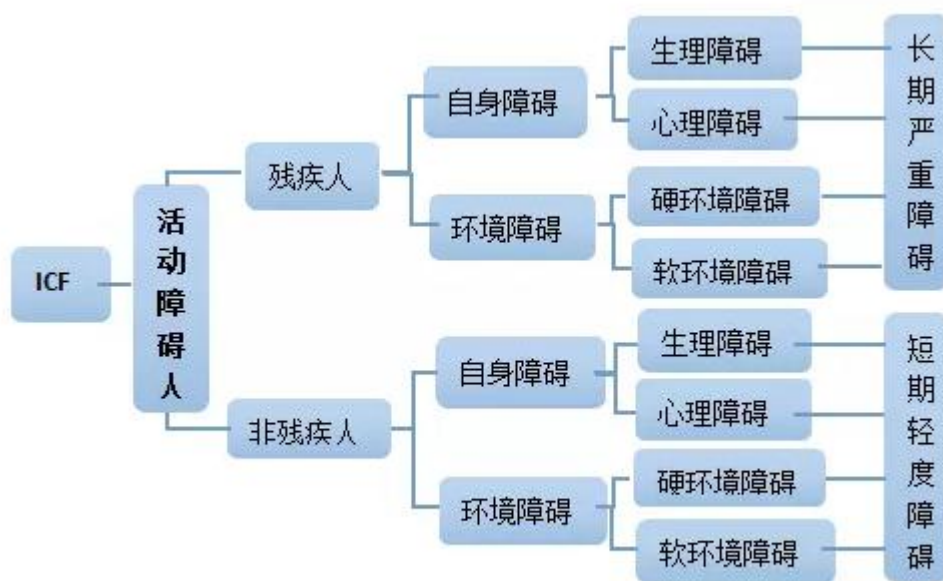 ICF
活动障碍人
残疾人
自身障碍
生理障碍
心理障碍
环境障碍
硬环境障碍
软环境障碍
长期严重障碍
非残疾人
自身障碍
生理障碍
心理障碍
环境障碍
硬环境障碍
软环境障碍
短期轻度障碍